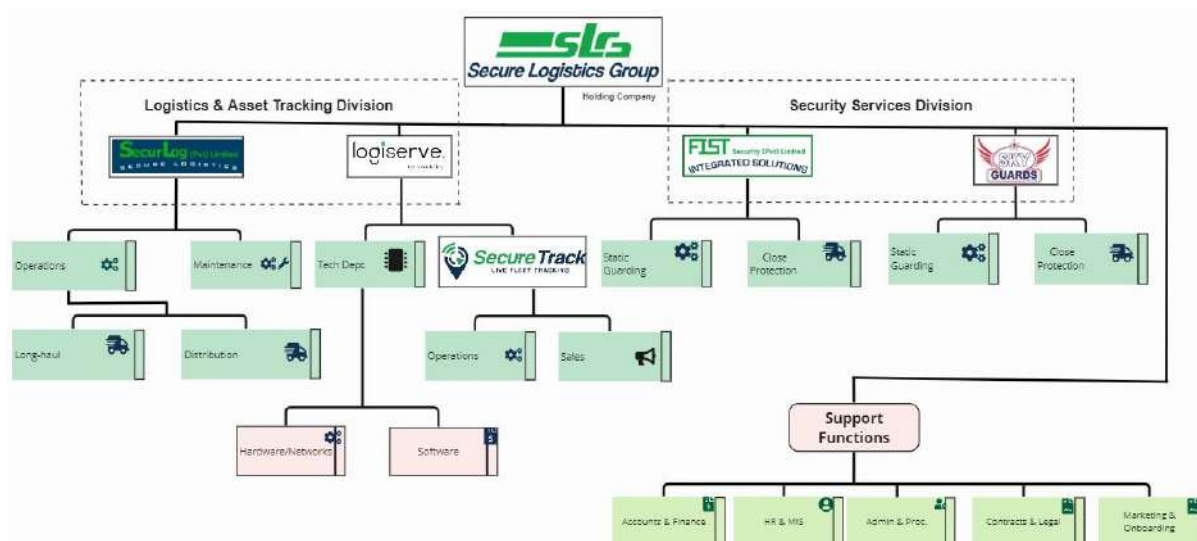 SLG
Secure Logistics Group
Holding Company
Logistics & Asset Tracking Division
Security Services Division
SecurLog (Pvt) Limited
SECURE LOGISTICS
logiserve.
FIST Security (Pvt) Limited
INTEGRATED SOLUTIONS
SKY
GUARDS
Operations
Maintenance
Tech Dept
SecureTrack
LIVE FLEET TRACKING
Static
Guarding
Close
Protection
Static
Guarding
Close
Protection
Long-haul
Distribution
Operations
Sales
Support
Functions
Hardware/Networks
Software
Accounts & Finance
HR & MIS
Admin & Proc.
Contracts & Legal
Marketing &
Onboarding